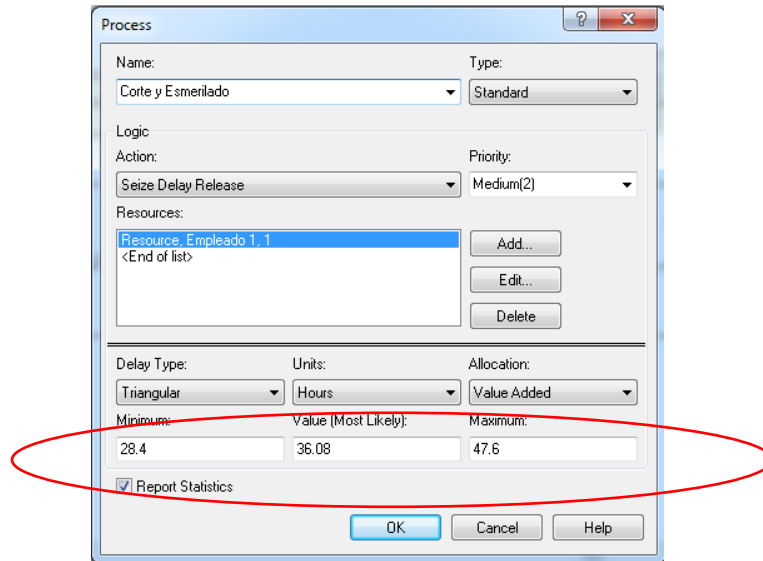 Process
Name:
Type:
Corte y Esmerilado
Standard
Logic
Action:
Priority:
Seize Delay Release
Medium(2)
Resources:
Resource, Empleado 1, 1
<End of list>
Add...
Edit...
Delete
Delay Type:
Units:
Allocation:
Triangular
Hours
Value Added
Minimum:
Value (Most Likely):
Maximum:
28.4
36.08
47.6
Report Statistics
OK
Cancel
Help